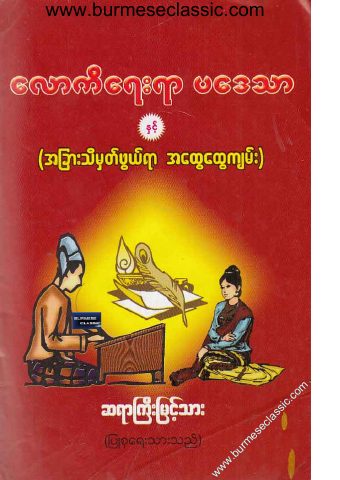 www.burmeseclassic.com
လောကီရေးရာ ပဒေသာ
နှင့်
(အခြားသိမှတ်ဖွယ်ရာ အထွေထွေကျမ်း)
BURMESE
CLASSIC
ဆရာကြီးမြင့်သား
(ပြုစုရေးသားသည်)
www.burmeseclassic.com